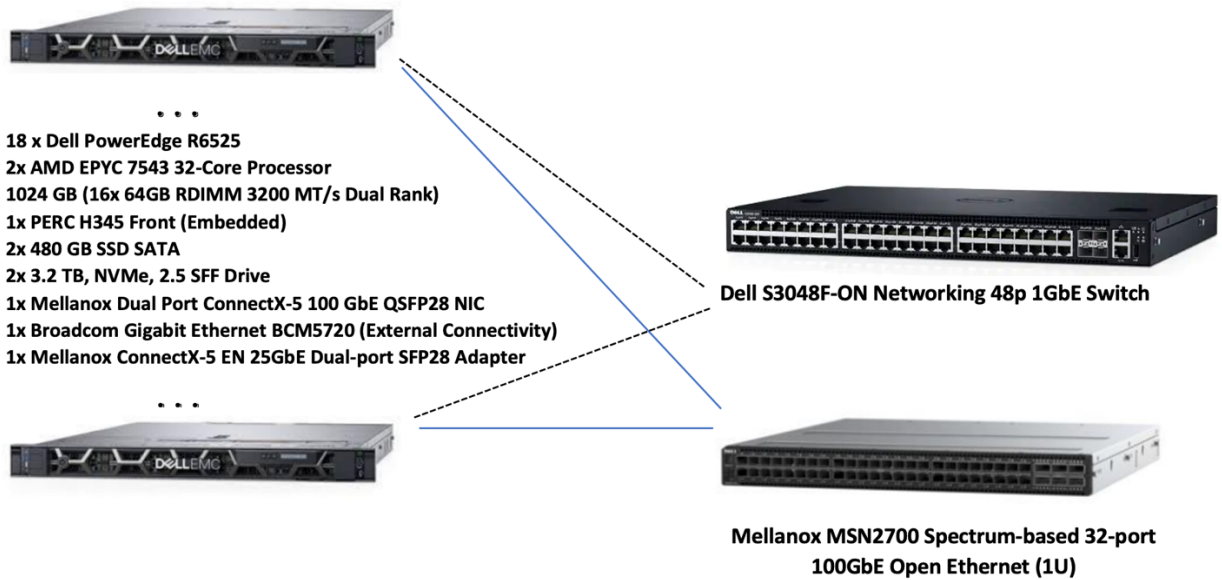 DELLEMC
• • •
18 x Dell PowerEdge R6525
2x AMD EPYC 7543 32-Core Processor
1024 GB (16x 64GB RDIMM 3200 MT/s Dual Rank)
1x PERC H345 Front (Embedded)
2x 480 GB SSD SATA
2x 3.2 TB, NVMe, 2.5 SFF Drive
1x Mellanox Dual Port ConnectX-5 100 GbE QSFP28 NIC
1x Broadcom Gigabit Ethernet BCM5720 (External Connectivity)
1x Mellanox ConnectX-5 EN 25GbE Dual-port SFP28 Adapter
• • •
DELLEMC
DELL
Dell S3048F-ON Networking 48p 1GbE Switch
Mellanox MSN2700 Spectrum-based 32-port
100GbE Open Ethernet (1U)